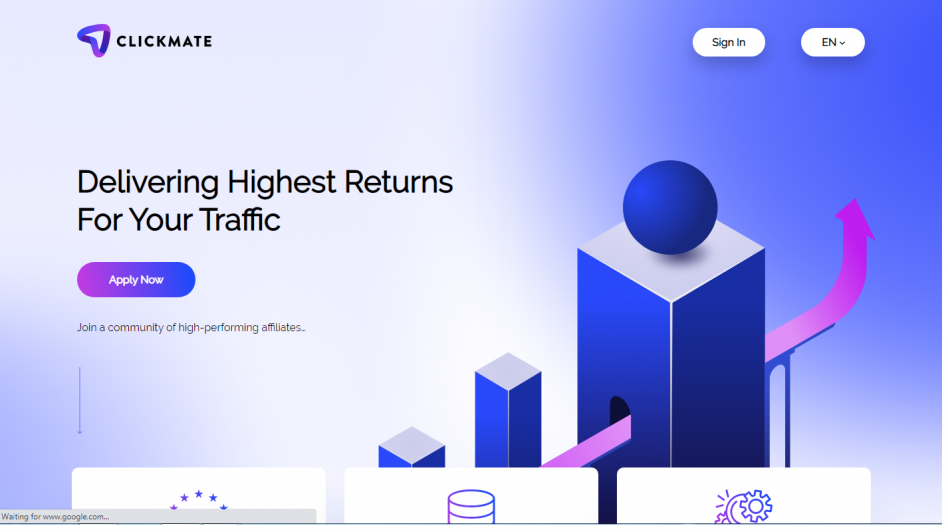 CLICKMATE
Sign In
EN
Delivering Highest Returns
For Your Traffic
Apply Now
Join a community of high-performing affiliates...
Waiting for www.google.com...